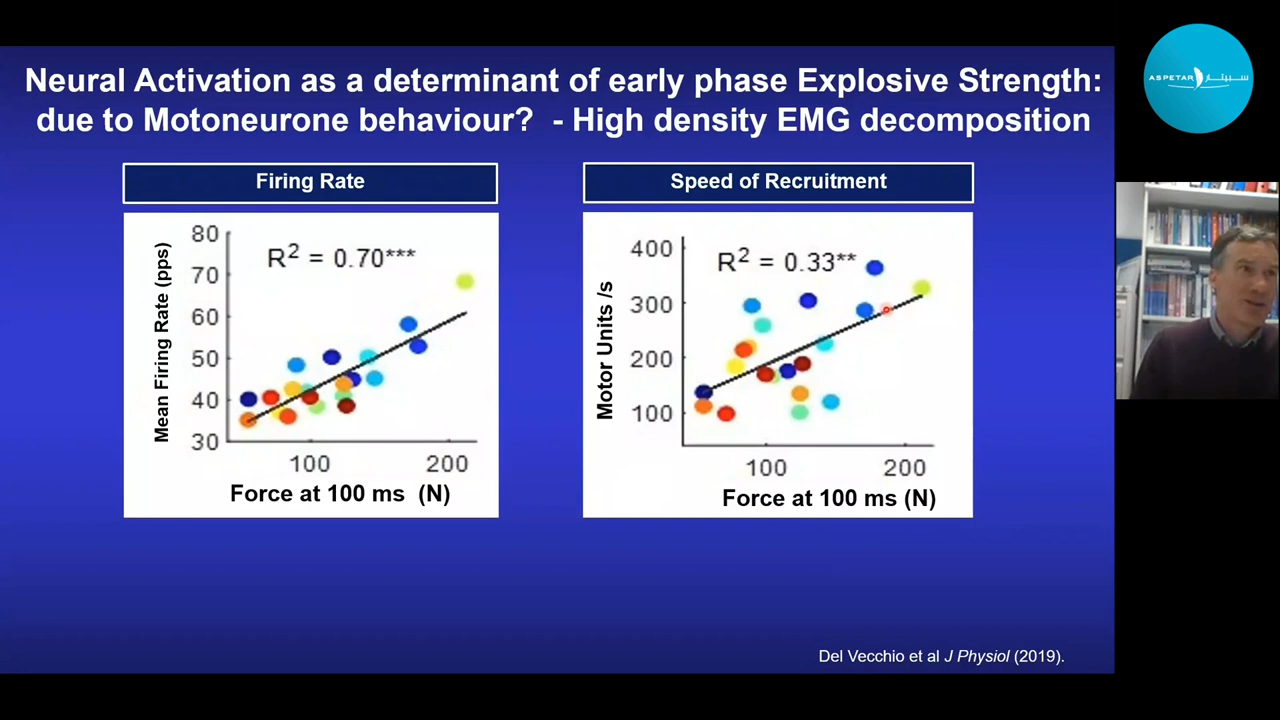 Neural Activation as a determinant of early phase Explosive Strength:
due to Motoneurone behaviour? - High density EMG decomposition
ASPETAR سبيتار
Firing Rate
Speed of Recruitment
R² = 0.70***
Mean Firing Rate (pps)
80
70
60
50
40
30
100 200
Force at 100 ms (N)
R² = 0.33**
Motor Units /s
400
300
200
100
100 200
Force at 100 ms (N)
Del Vecchio et al J Physiol (2019).